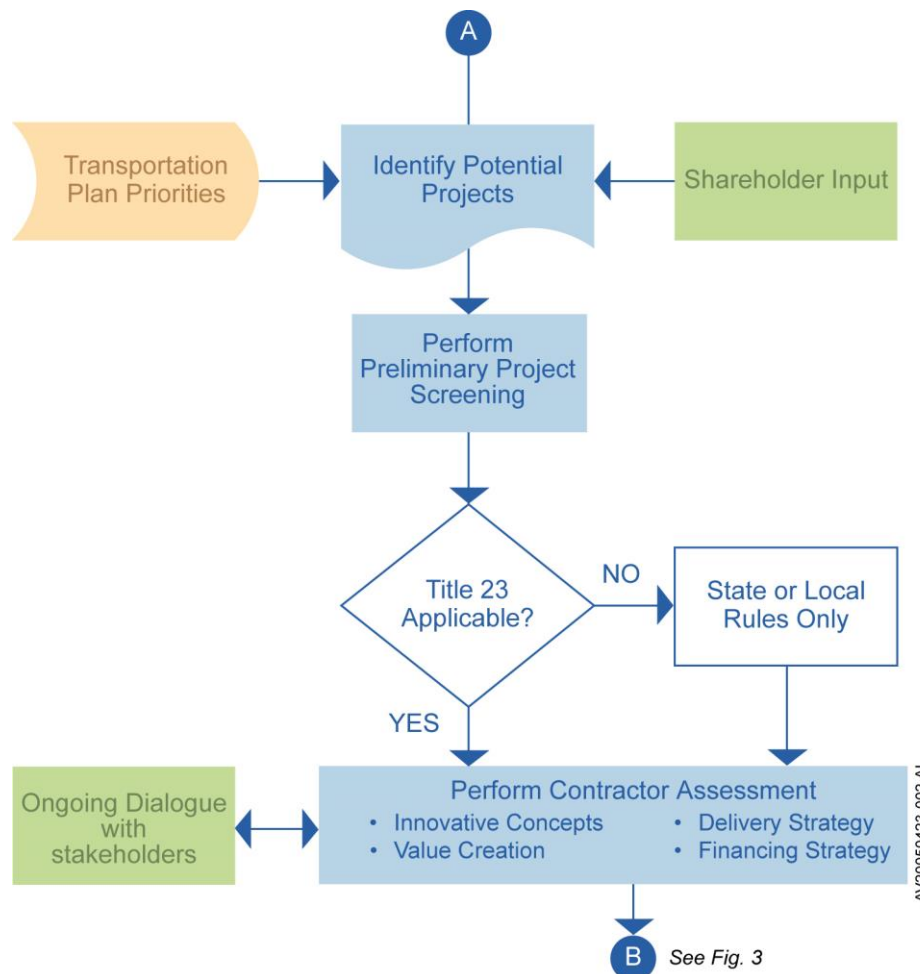 A
Transportation
Plan Priorities
Identify Potential
Projects
Shareholder Input
Perform
Preliminary Project
Screening
Title 23
Applicable?
NO
State or Local
Rules Only
YES
Ongoing Dialogue
with
stakeholders
Perform Contractor Assessment
• Innovative Concepts
• Value Creation
• Delivery Strategy
• Financing Strategy
B
See Fig. 3